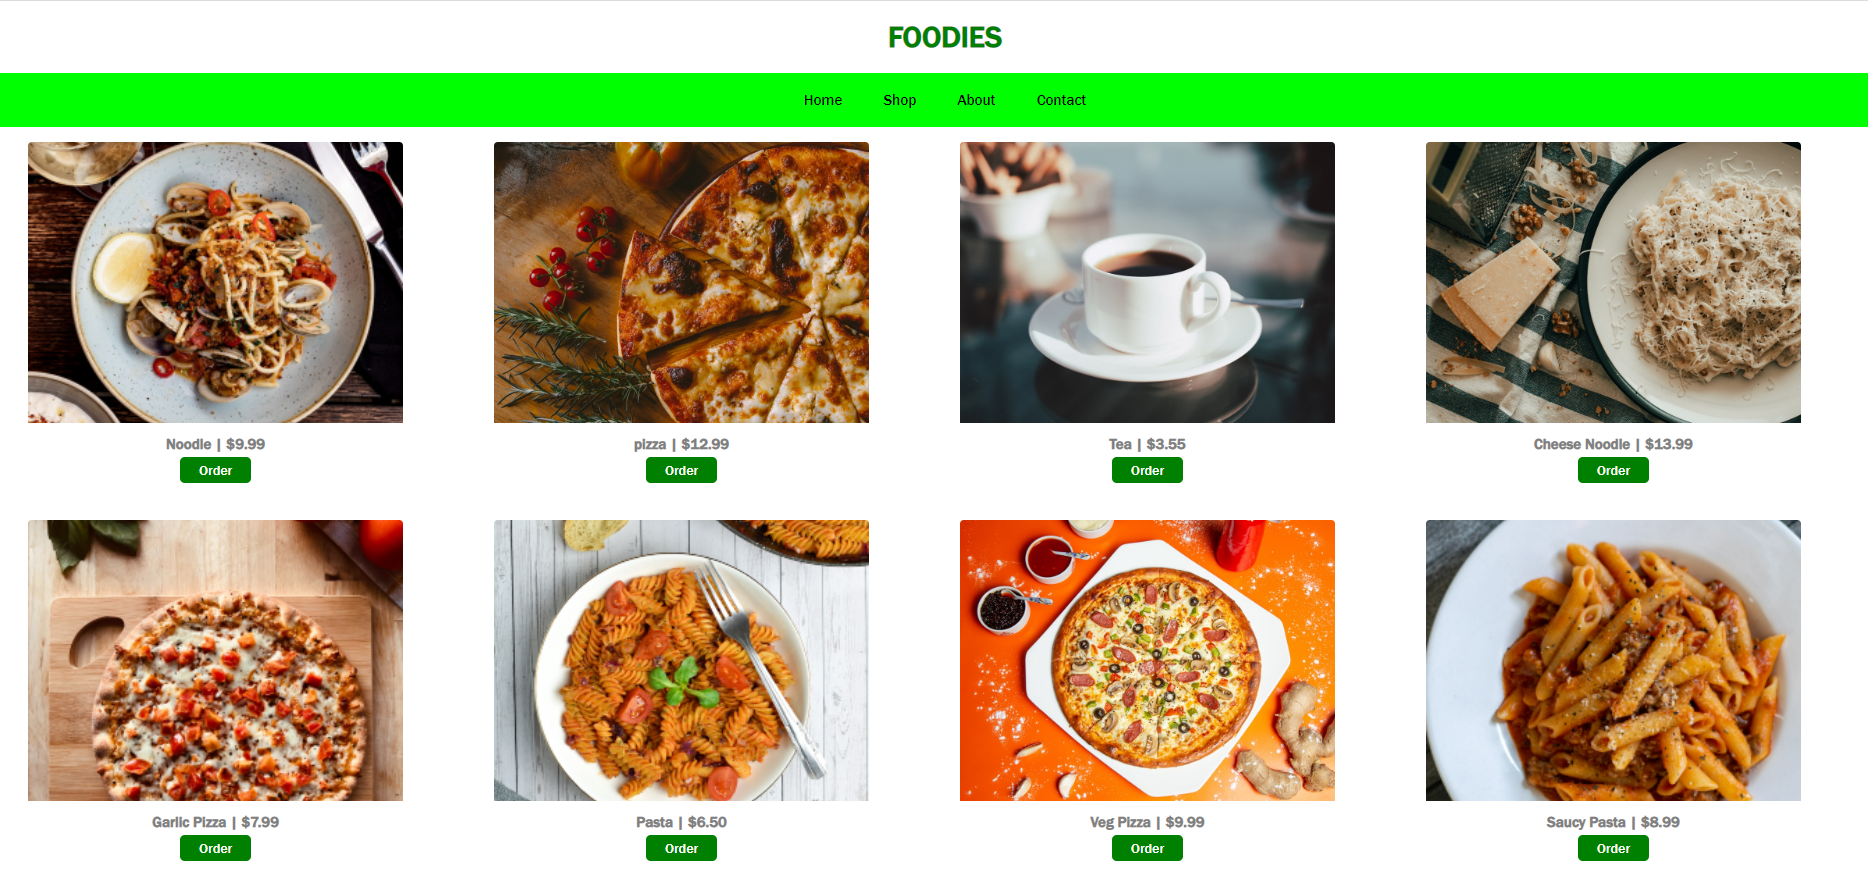 FOODIES
Home Shop About Contact
Noodle | $9.99
Order
pizza | $12.99
Order
Tea | $3.55
Order
Cheese Noodle | $13.99
Order
Garlic Pizza | $7.99
Order
Pasta | $6.50
Order
Veg Pizza | $9.99
Order
Saucy Pasta | $8.99
Order